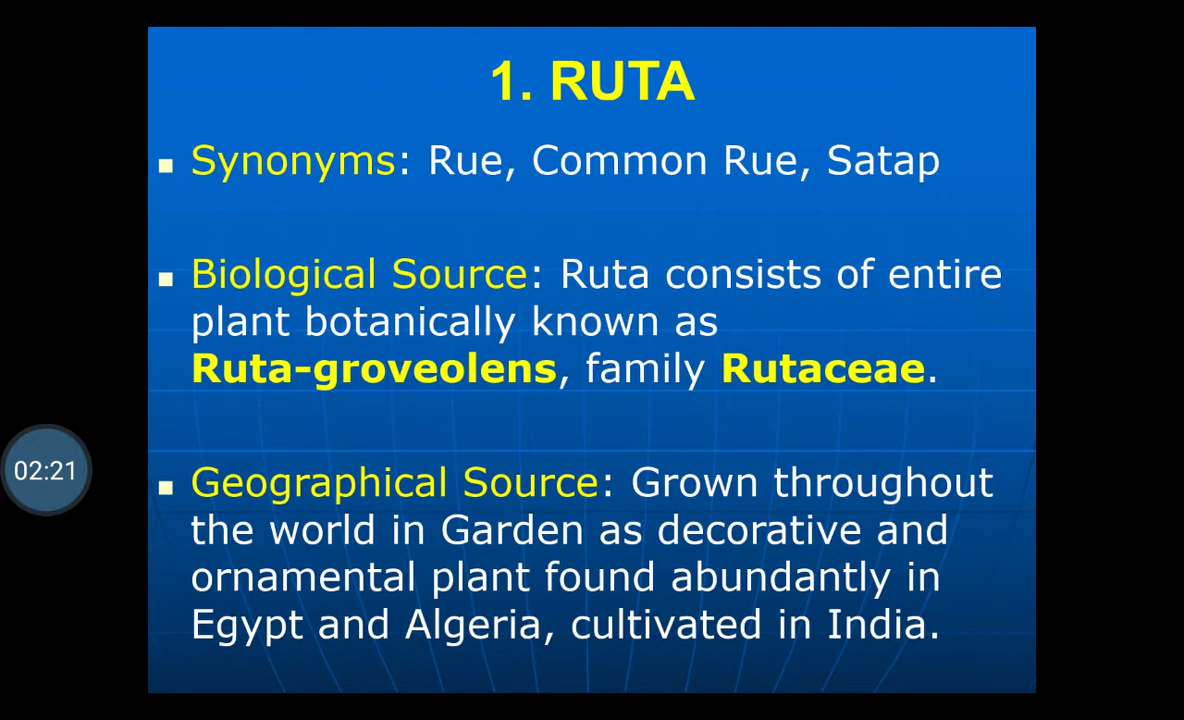 1. RUTA
Synonyms: Rue, Common Rue, Satap
Biological Source: Ruta consists of entire
plant botanically known as
Ruta-groveolens, family Rutaceae.
02:21
Geographical Source: Grown throughout
the world in Garden as decorative and
ornamental plant found abundantly in
Egypt and Algeria, cultivated in India.